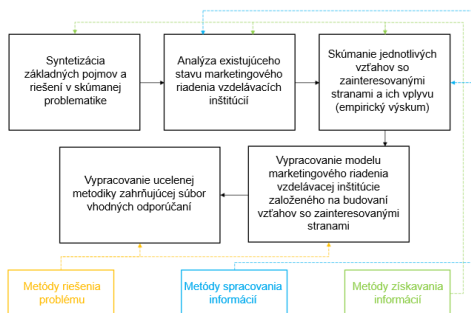 Syntetizácia
základných pojmov a
riešení v skúmanej
problematike
Analýza existujúceho
stavu marketingového
riadenia vzdelávacích
inštitúcií
Skúmanie jednotlivých
vzťahov so
zainteresovanými
stranami a ich vplyvu
(empirický výskum)
Vypracovanie ucelenej
metodiky zahrňujúcej súbor
vhodných odporúčaní
Vypracovanie modelu
marketingového riadenia
vzdelávacej inštitúcie
založeného na budovaní
vzťahov so zainteresovanými
stranami
Metódy riešenia
problému
Metódy spracovania
informácií
Metódy získavania
informácií